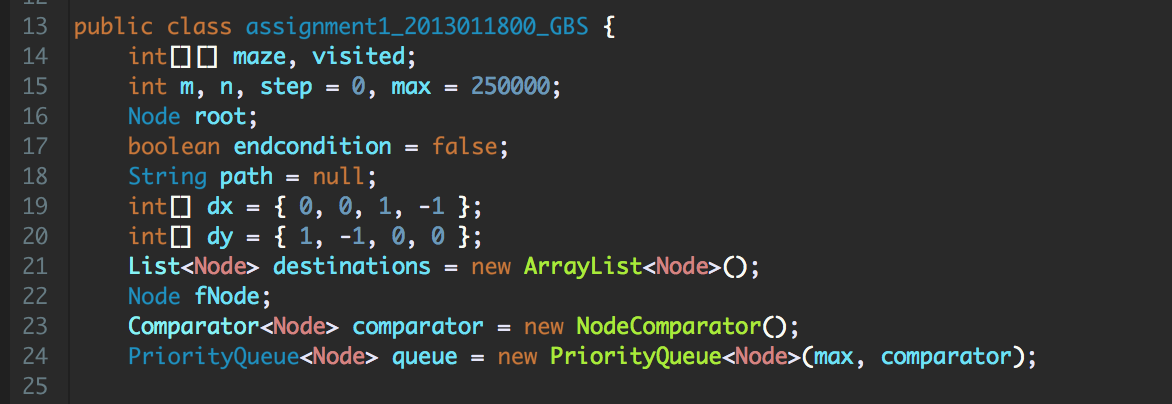 13 public class assignment1_2013011800_GBS {
14 int[][] maze, visited;
15 int m, n, step = 0, max = 250000;
16 Node root;
17 boolean endcondition = false;
18 String path = null;
19 int[] dx = { 0, 0, 1, -1 };
20 int[] dy = { 1, -1, 0, 0 };
21 List<Node> destinations = new ArrayList<Node>();
22 Node fNode;
23 Comparator<Node> comparator = new NodeComparator();
24 PriorityQueue<Node> queue = new PriorityQueue<Node>(max, comparator);
25